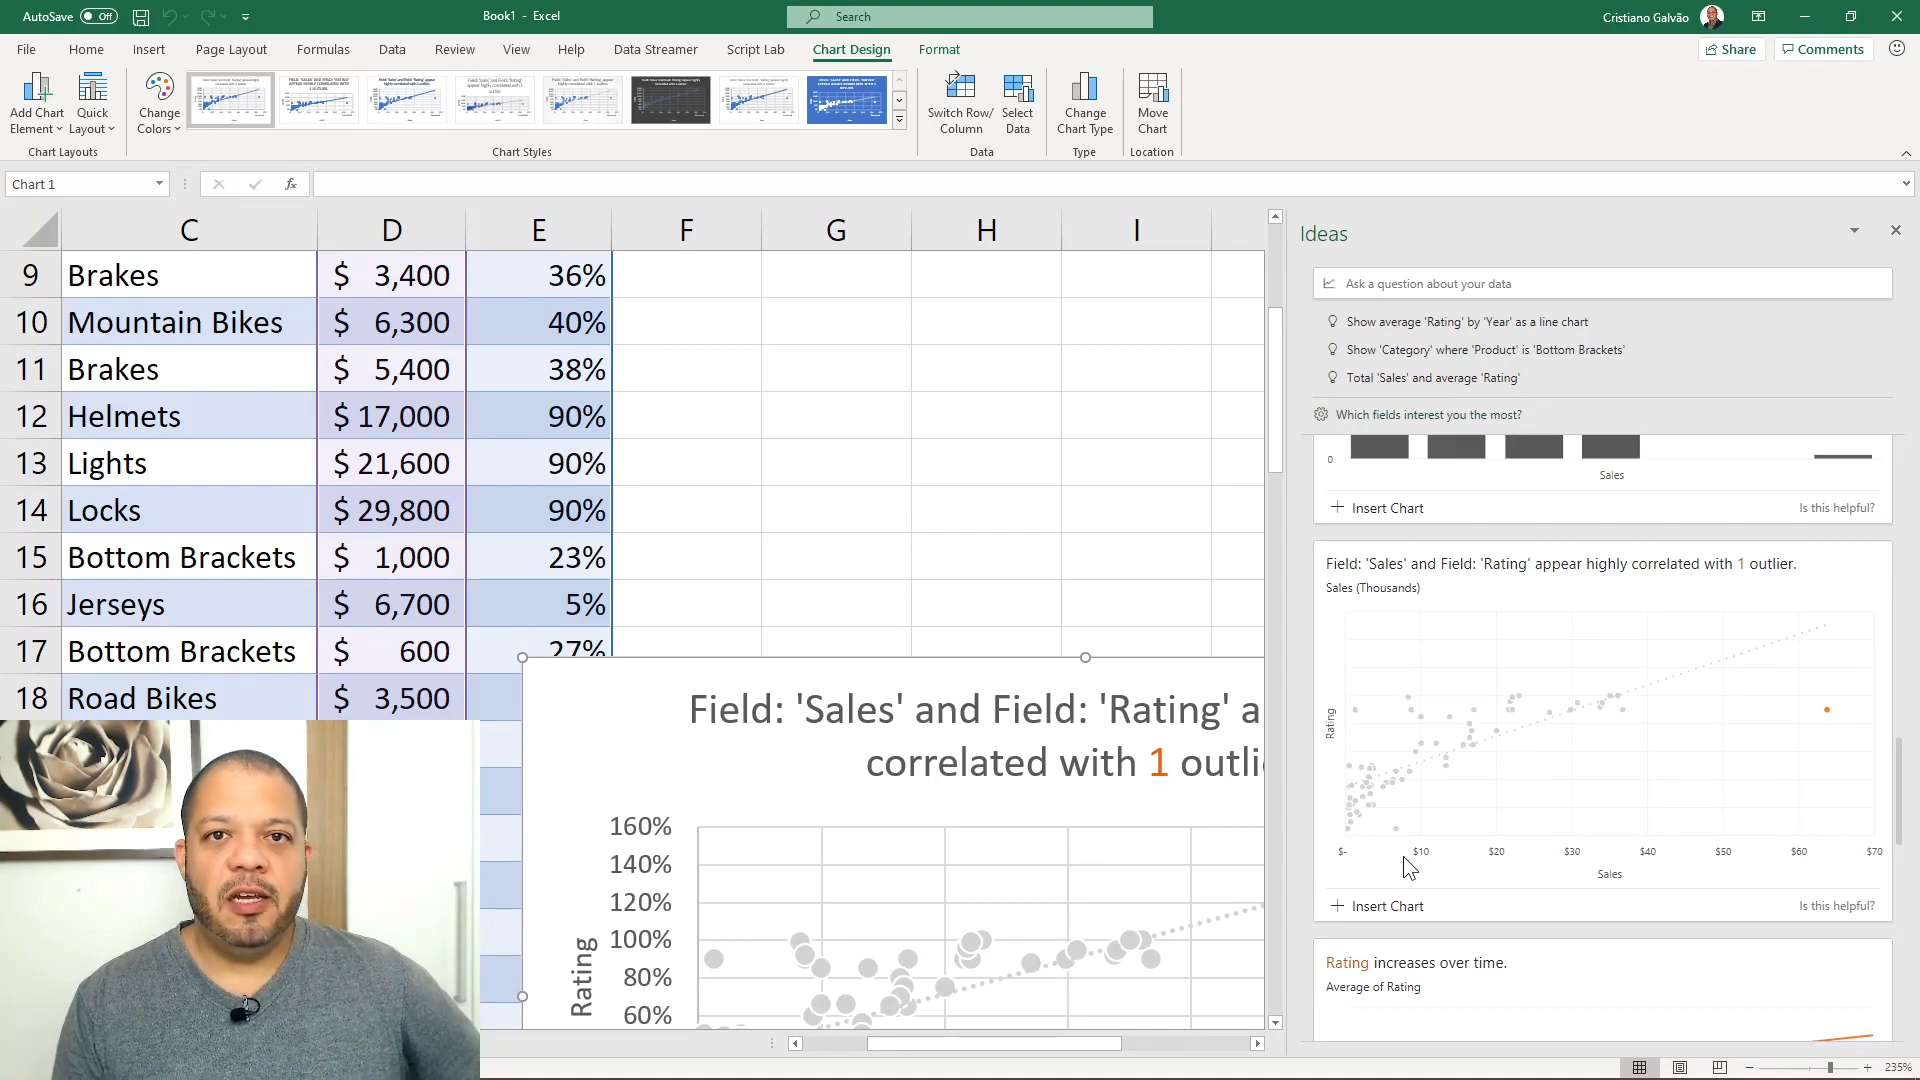 AutoSave Off
Book1 - Excel
Search
Cristiano Galvão
File Home Insert Page Layout Formulas Data Review View Help Data Streamer Script Lab Chart Design Format
Share Comments
Add Chart Element
Quick Layout
Change Colors
Switch Row/ Column
Select Data
Change Chart Type
Move Chart
Chart Layouts
Chart Styles
Data
Type
Location
Chart 1
fx
C D E F G H I
9 Brakes $ 3,400 36%
10 Mountain Bikes $ 6,300 40%
11 Brakes $ 5,400 38%
12 Helmets $ 17,000 90%
13 Lights $ 21,600 90%
14 Locks $ 29,800 90%
15 Bottom Brackets $ 1,000 23%
16 Jerseys $ 6,700 5%
17 Bottom Brackets $ 600 27%
18 Road Bikes $ 3,500
Field: 'Sales' and Field: 'Rating' a
correlated with 1 outli
160%
140%
120%
100%
80%
60%
Rating
Ideas
Ask a question about your data
Show average 'Rating' by 'Year' as a line chart
Show 'Category' where 'Product' is 'Bottom Brackets'
Total 'Sales' and average 'Rating'
Which fields interest you the most?
0
Sales
Insert Chart Is this helpful?
Field: 'Sales' and Field: 'Rating' appear highly correlated with 1 outlier.
Sales (Thousands)
Rating
$- $10 $20 $30 $40 $50 $60 $70
Sales
Insert Chart Is this helpful?
Rating increases over time.
Average of Rating
235%